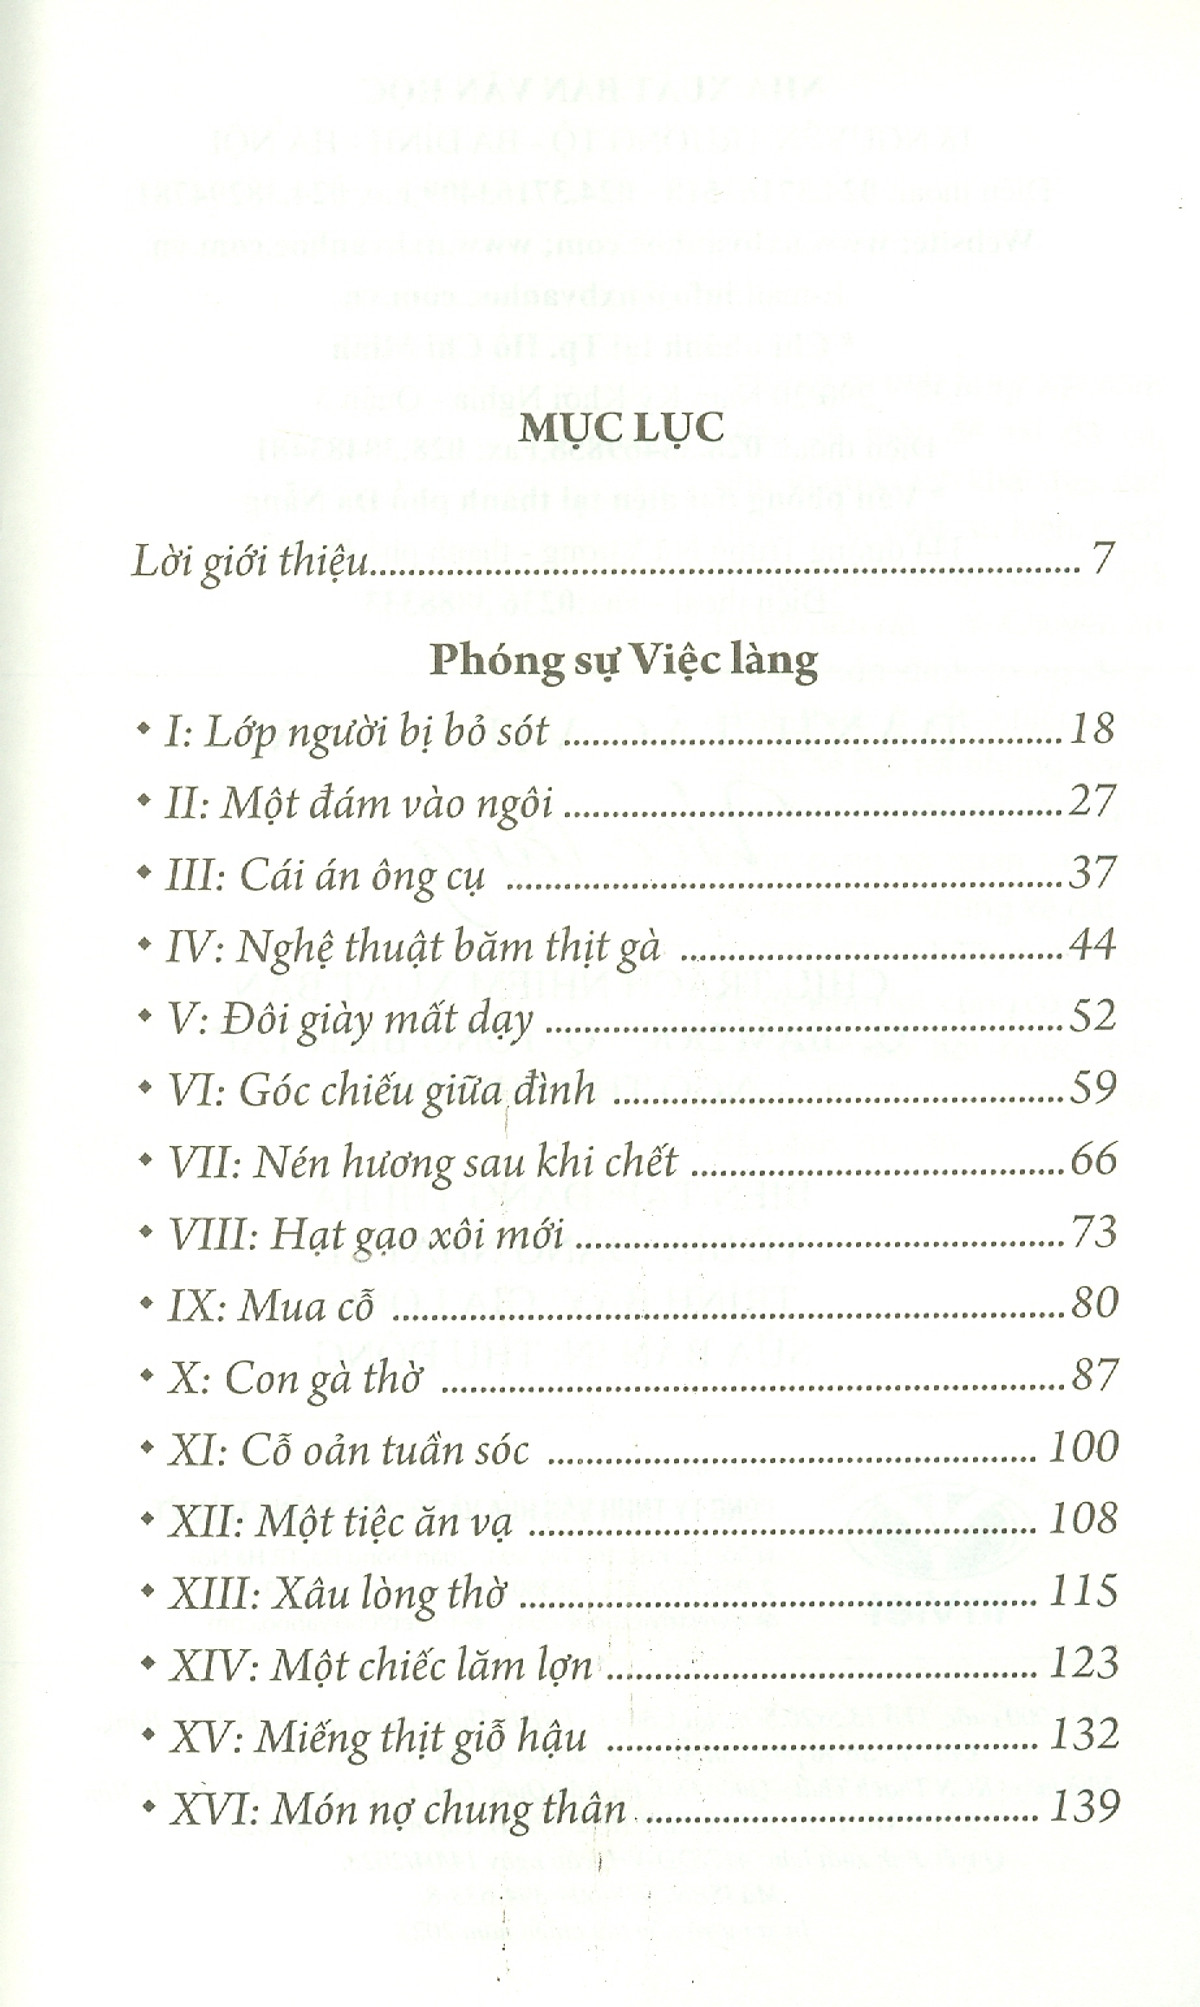 MỤC LỤC
Lời giới thiệu.......... 7
Phóng sự Việc làng
• I: Lớp người bị bỏ sót ..........18
• II: Một đám vào ngôi ..........27
• III: Cái án ông cụ ..........37
• IV: Nghệ thuật băm thịt gà ..........44
• V: Đôi giày mất dạy ..........52
• VI: Góc chiếu giữa đình ..........59
• VII: Nén hương sau khi chết ..........66
• VIII: Hạt gạo xôi mới ..........73
• IX: Mua cỗ ..........80
• X: Con gà thờ ..........87
• XI: Cỗ oản tuần sóc .......... 100
• XII: Một tiệc ăn vạ .......... 108
• XIII: Xâu lòng thờ .......... 115
• XIV: Một chiếc lăm lợn .......... 123
• XV: Miếng thịt giỗ hậu .......... 132
• XVI: Món nợ chung thân .......... 139